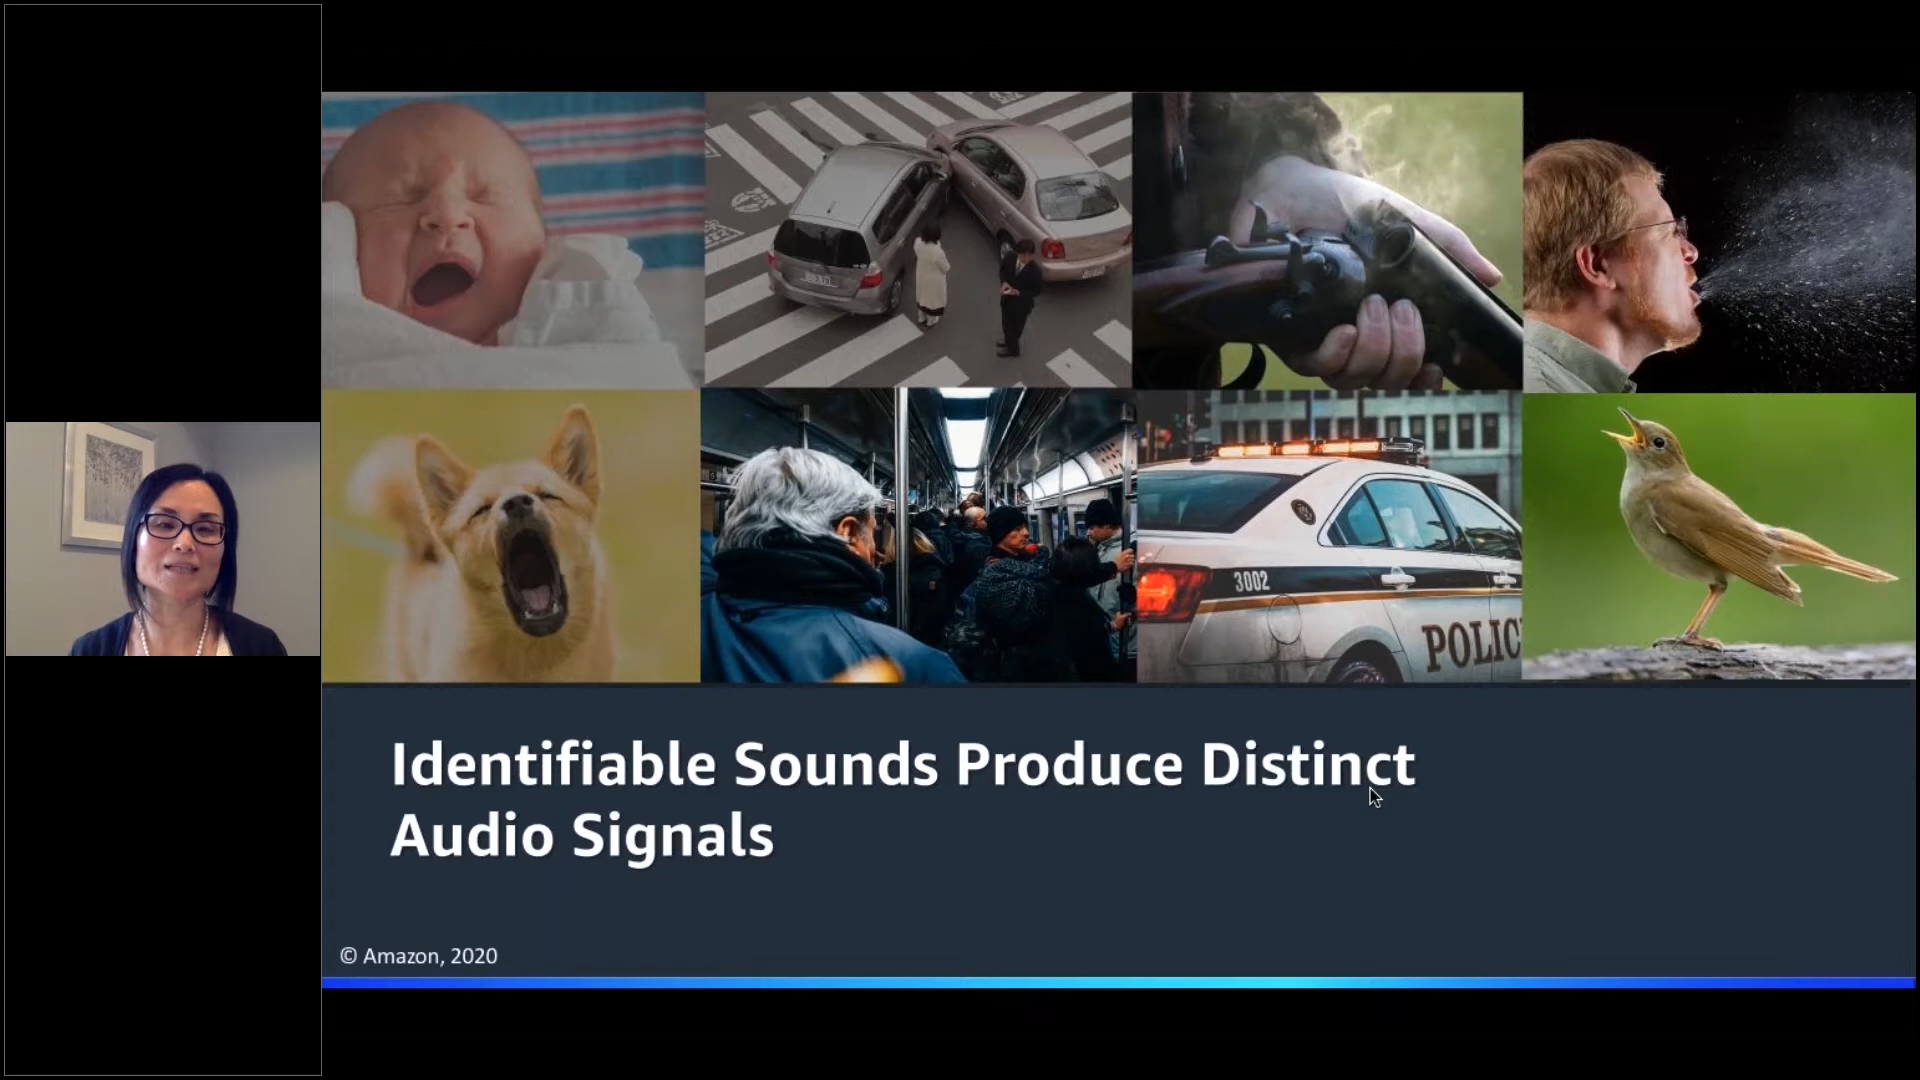 3002
POLIC
Identifiable Sounds Produce Distinct
Audio Signals
© Amazon, 2020